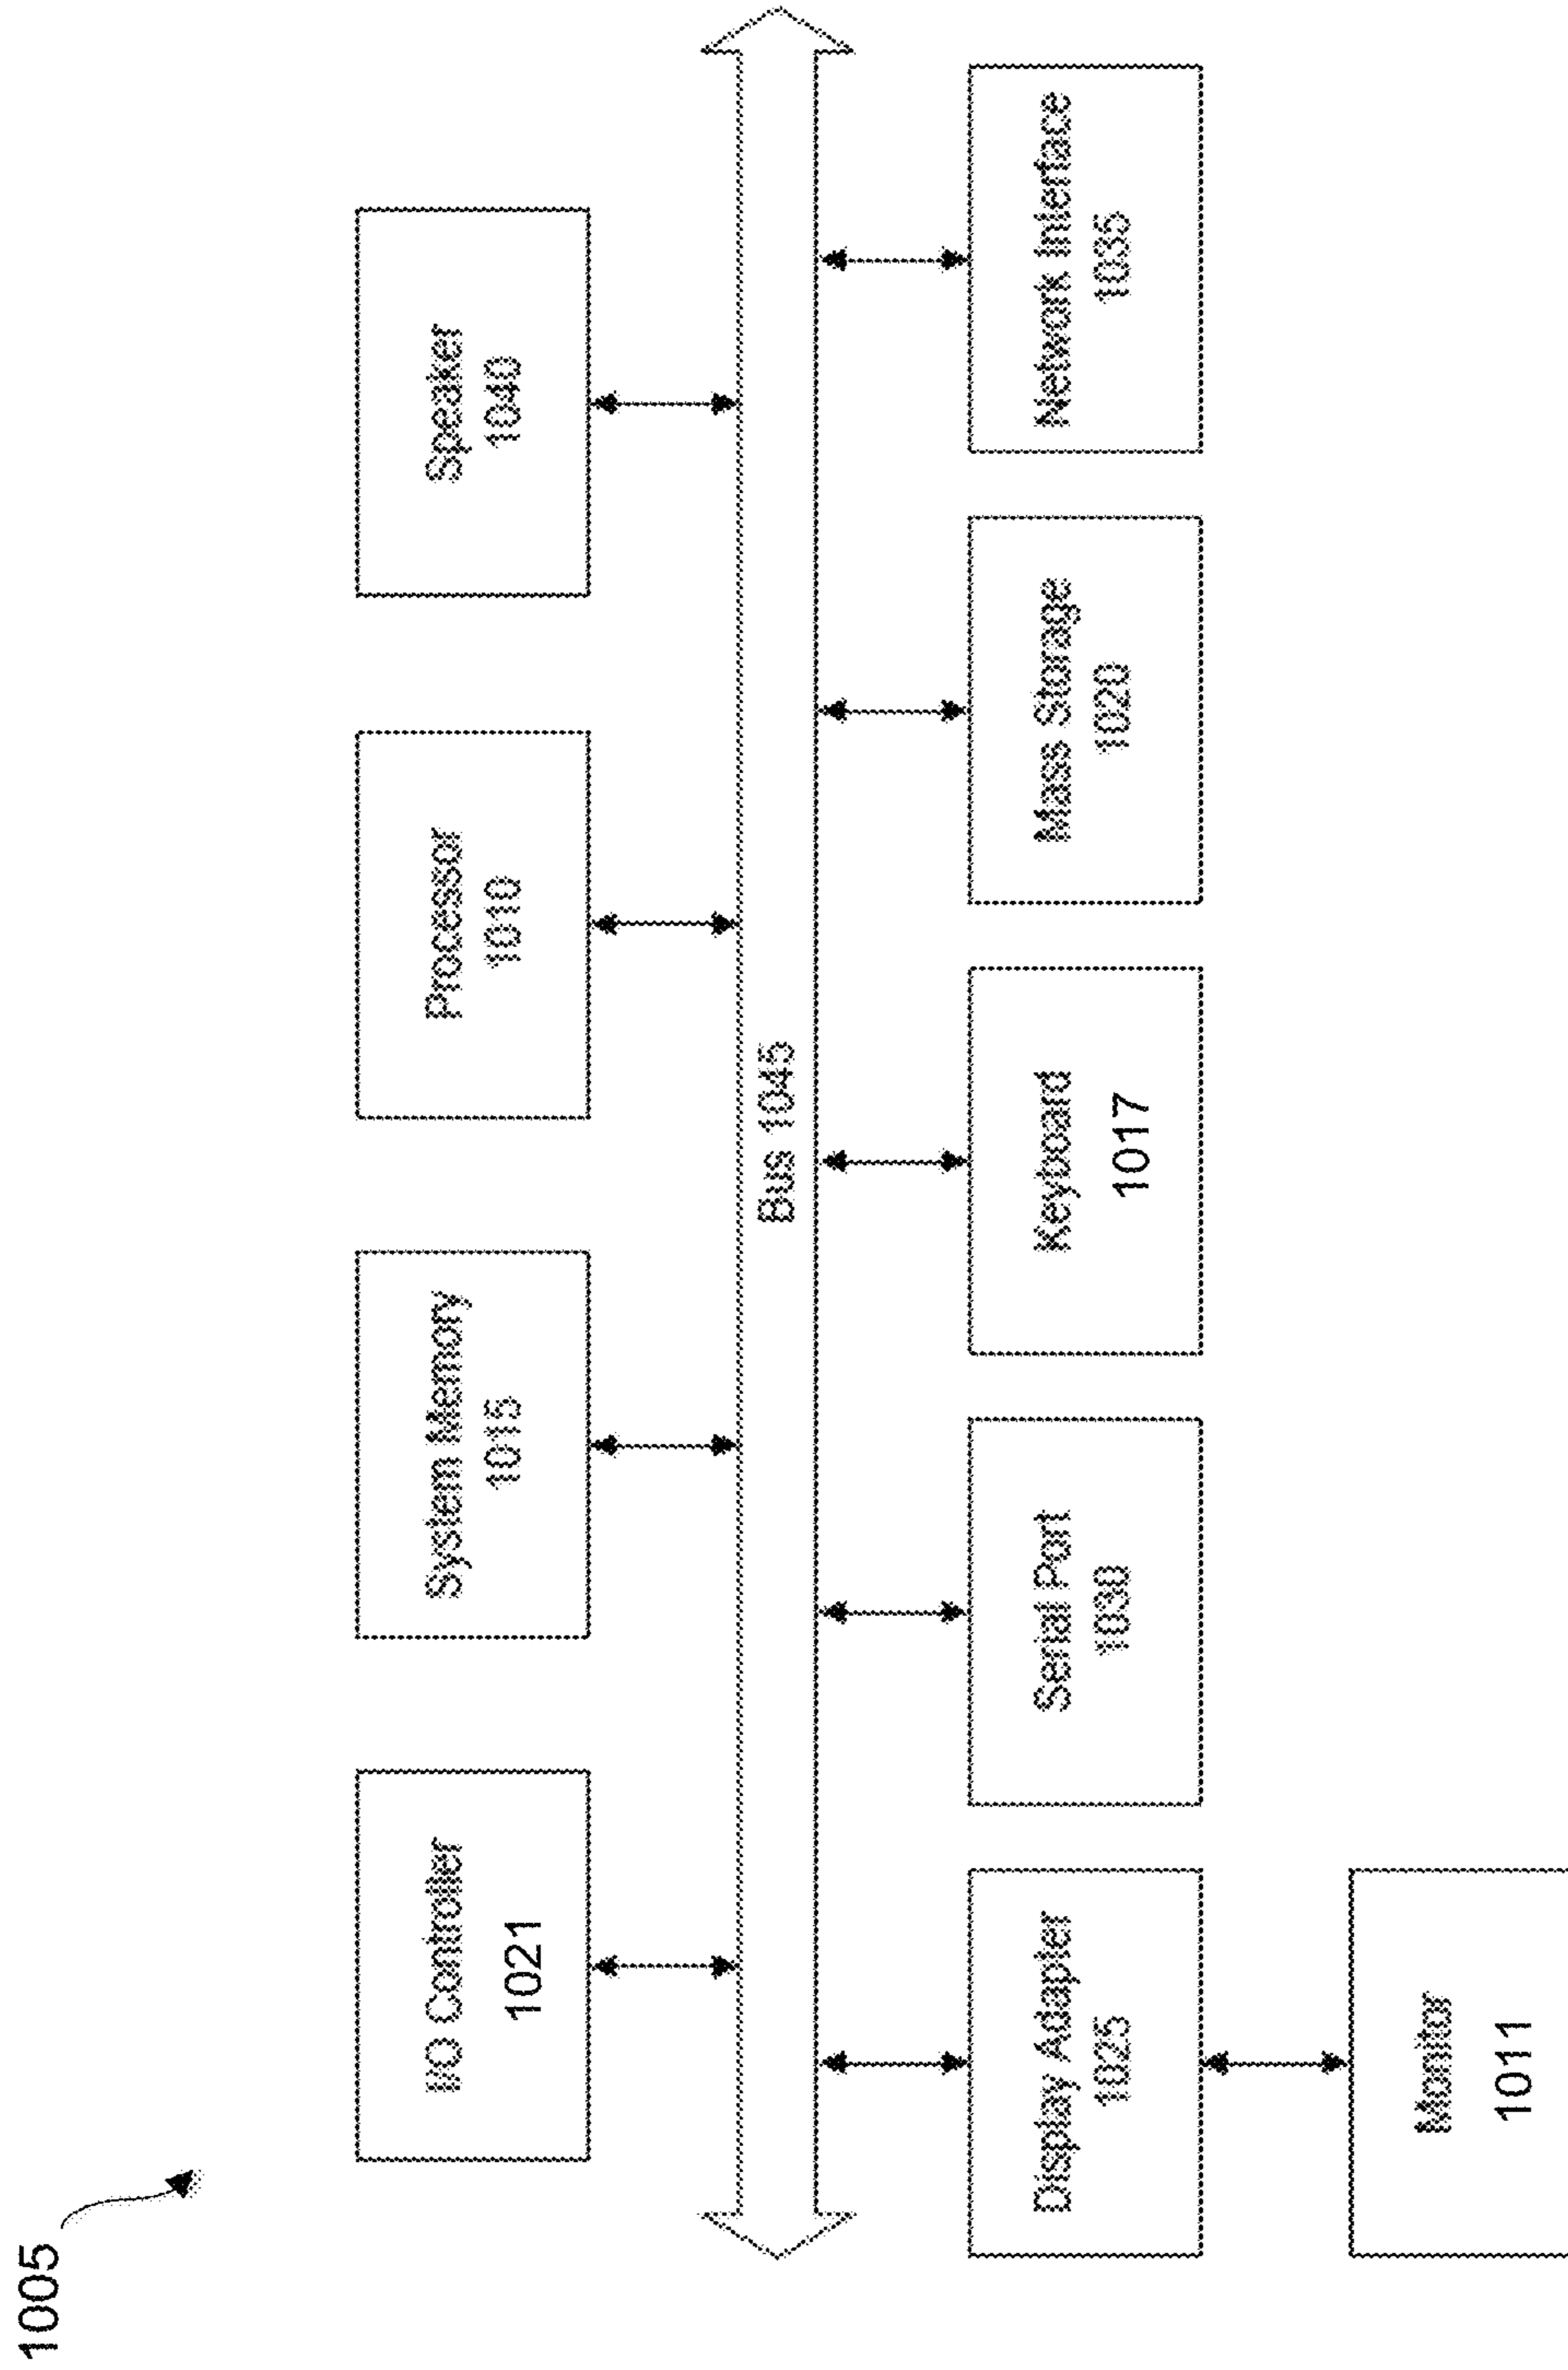 1005
I/O Controller
1021
System Memory
1015
Processor
1010
Speaker
1040
Bus 1045
Display Adapter
1025
Serial Port
1030
Keyboard
1017
Mass Storage
1020
Network Interface
1035
Monitor
1011